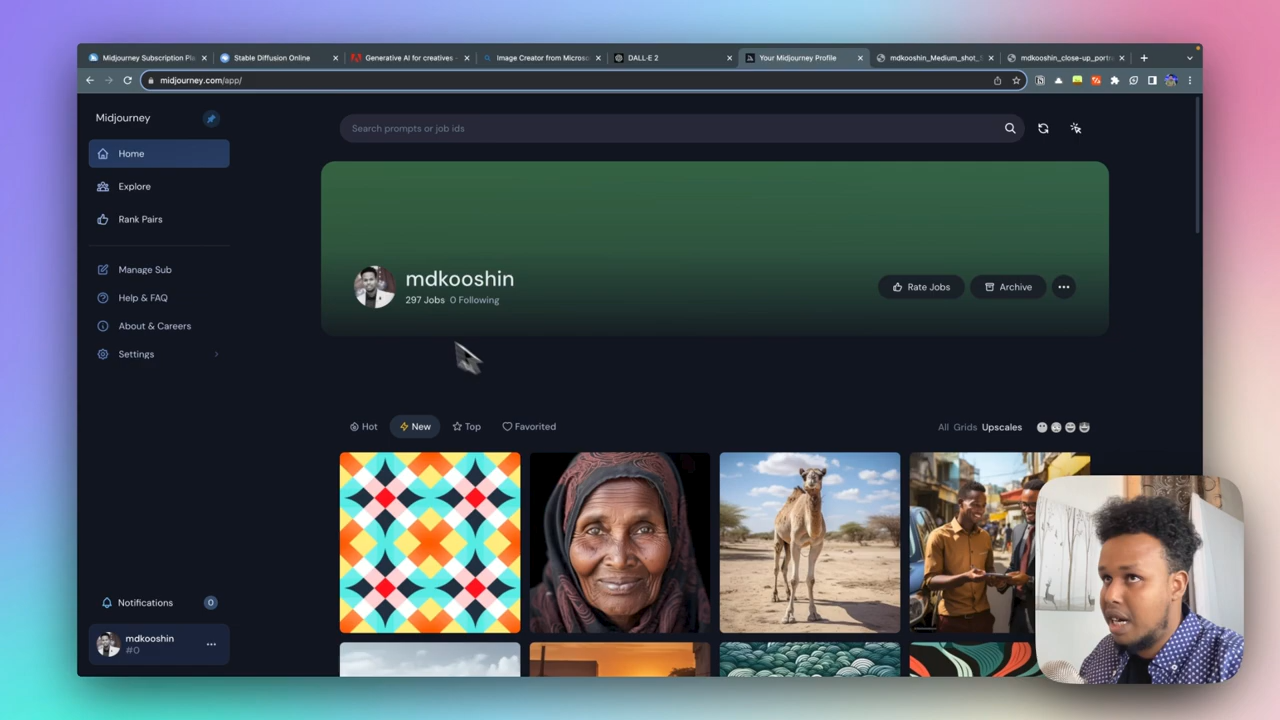 Midjourney Subscription Pl
Stable Diffusion Online
Generative AI for creatives -
Image Creator from Micros
DALL-E 2
Your Midjourney Profile
mdkooshin_Medium_shot_
mdkooshin_close-up_portra
midjourney.com/app/
Midjourney
Search prompts or job ids
Home
Explore
Rank Pairs
mdkooshin
297 Jobs 0 Following
Rate Jobs
Archive
Manage Sub
Help & FAQ
About & Careers
Settings
Hot
New
Top
Favorited
All Grids Upscales
Notifications
0
mdkooshin
#0